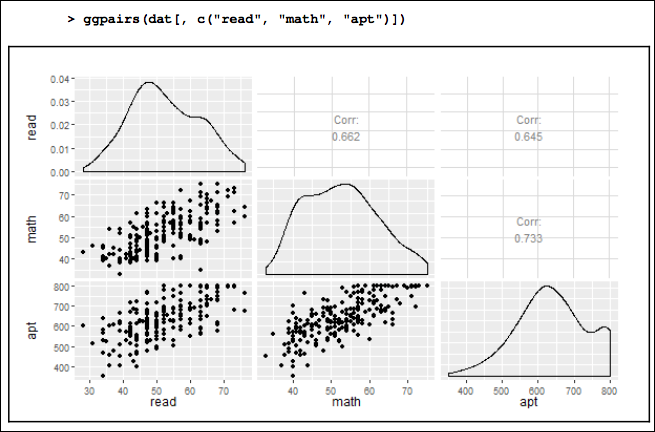 > ggpairs(dat[, c("read", "math", "apt")])
0.04
0.03
0.02
0.01
0.00
read
Corr:
0.662
Corr:
0.645
70
60
50
40
math
Corr:
0.733
800
700
600
500
400
apt
30 40 50 60 70
40 50 60 70
400 500 600 700 800
read math apt